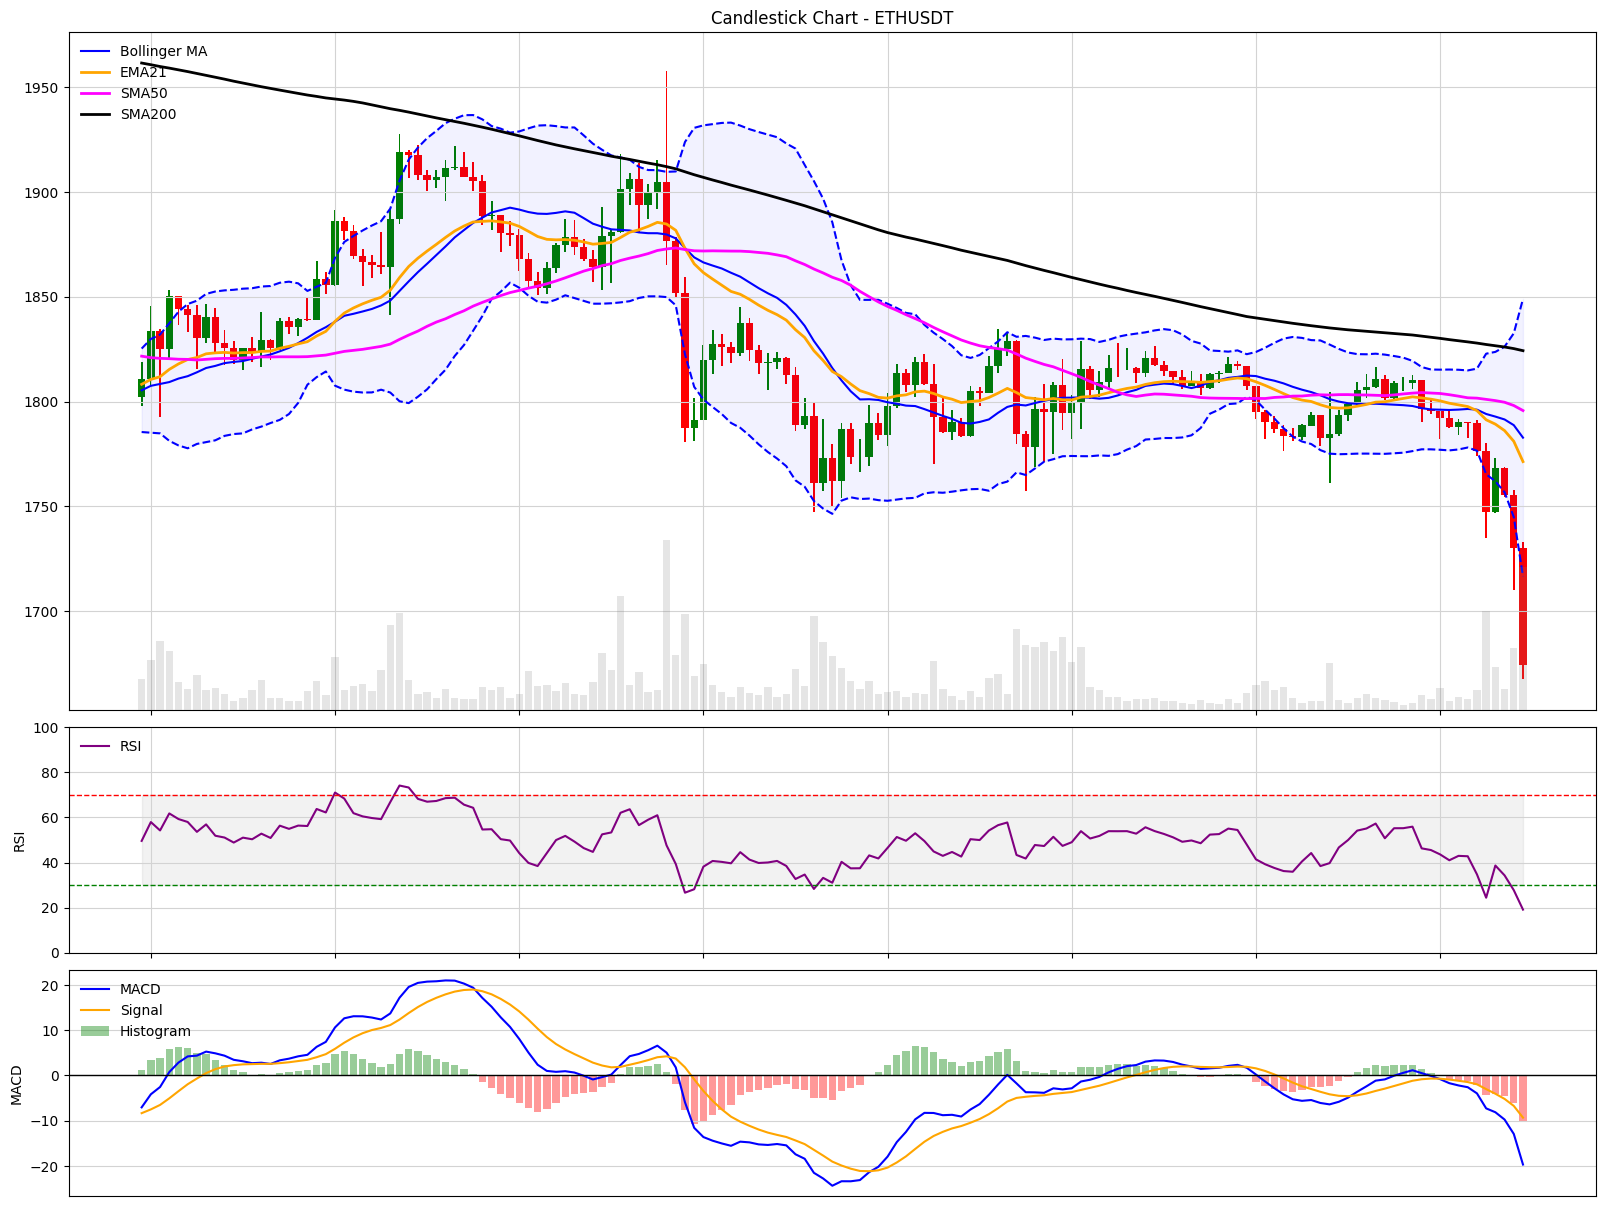 Candlestick Chart - ETHUSDT
Bollinger MA
EMA21
SMA50
SMA200
1950
1900
1850
1800
1750
1700
RSI
100
80
60
40
20
0
RSI
MACD
Signal
Histogram
20
10
0
−10
−20
MACD